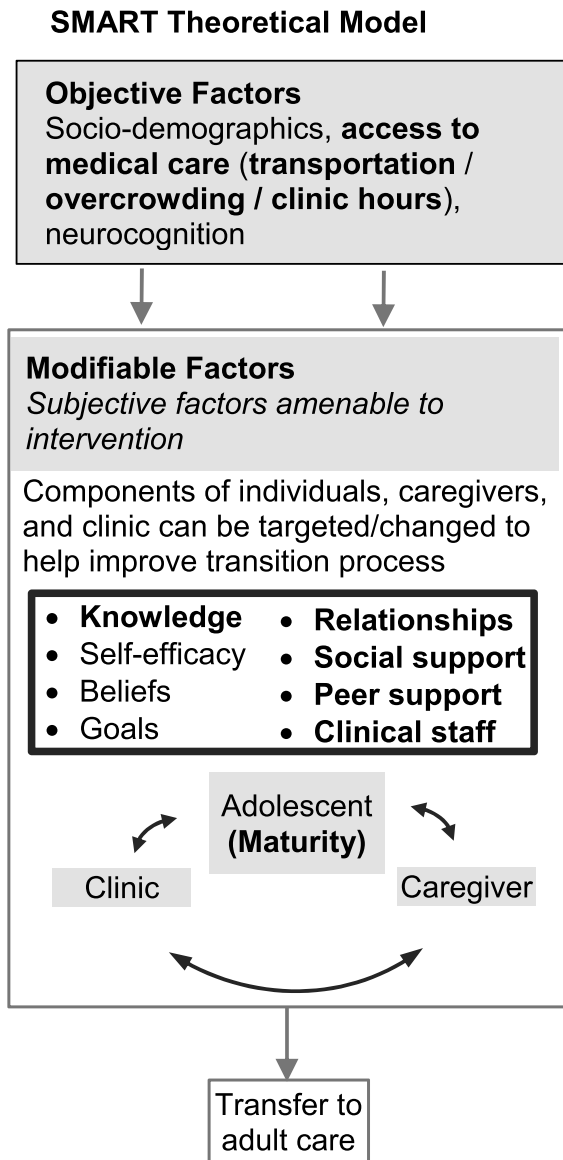 SMART Theoretical Model
Objective Factors
Socio-demographics, access to
medical care (transportation /
overcrowding / clinic hours),
neurocognition
Modifiable Factors
Subjective factors amenable to
intervention
Components of individuals, caregivers,
and clinic can be targeted/changed to
help improve transition process
• Knowledge
• Self-efficacy
• Beliefs
• Goals
• Relationships
• Social support
• Peer support
• Clinical staff
Adolescent
(Maturity)
Clinic
Caregiver
Transfer to
adult care